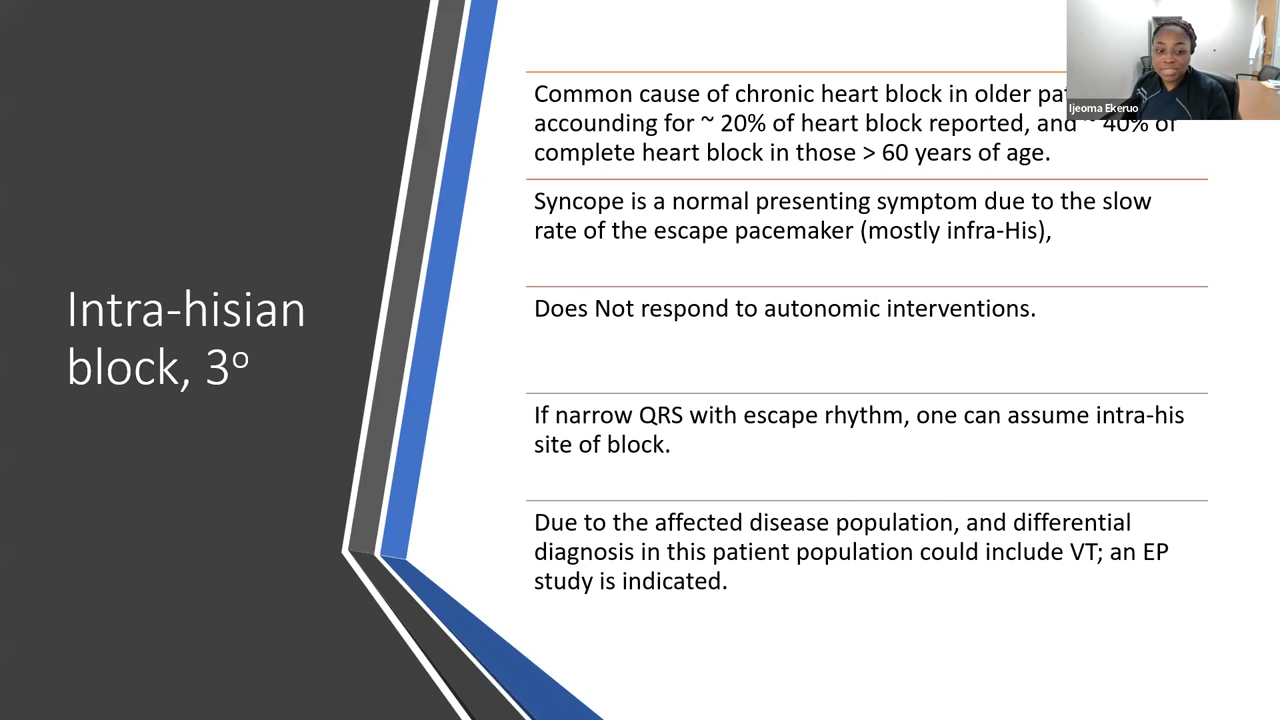 Intra-hisian
block, 3º
Common cause of chronic heart block in older
accounding for ~ 20% of heart block reported, and ~ 40% of
complete heart block in those > 60 years of age.
Syncope is a normal presenting symptom due to the slow
rate of the escape pacemaker (mostly infra-His),
Does Not respond to autonomic interventions.
If narrow QRS with escape rhythm, one can assume intra-his
site of block.
Due to the affected disease population, and differential
diagnosis in this patient population could include VT; an EP
study is indicated.
Ijeoma Ekeruo